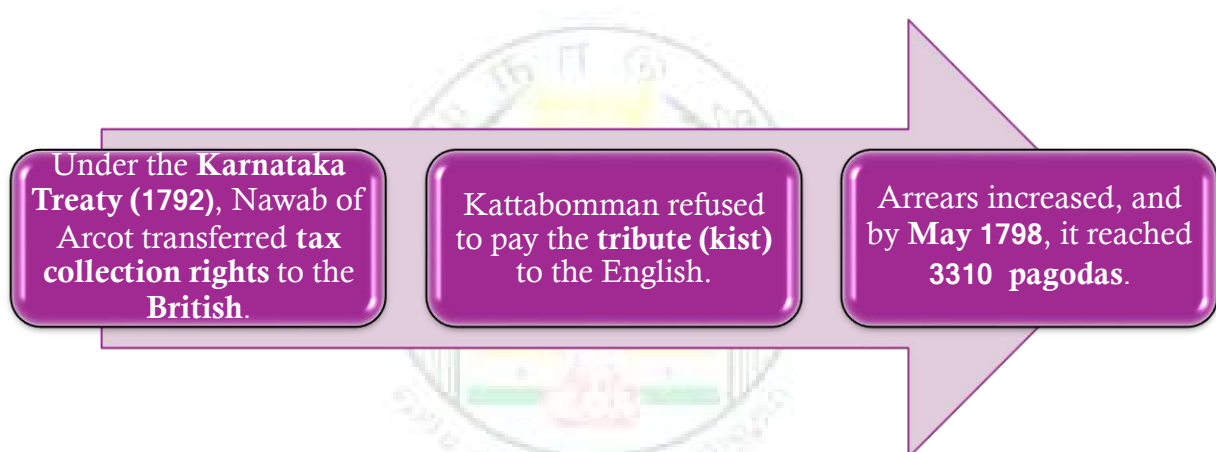 Under the Karnataka
Treaty (1792), Nawab of
Arcot transferred tax
collection rights to the
British.
Kattabomman refused
to pay the tribute (kist)
to the English.
Arrears increased, and
by May 1798, it reached
3310 pagodas.